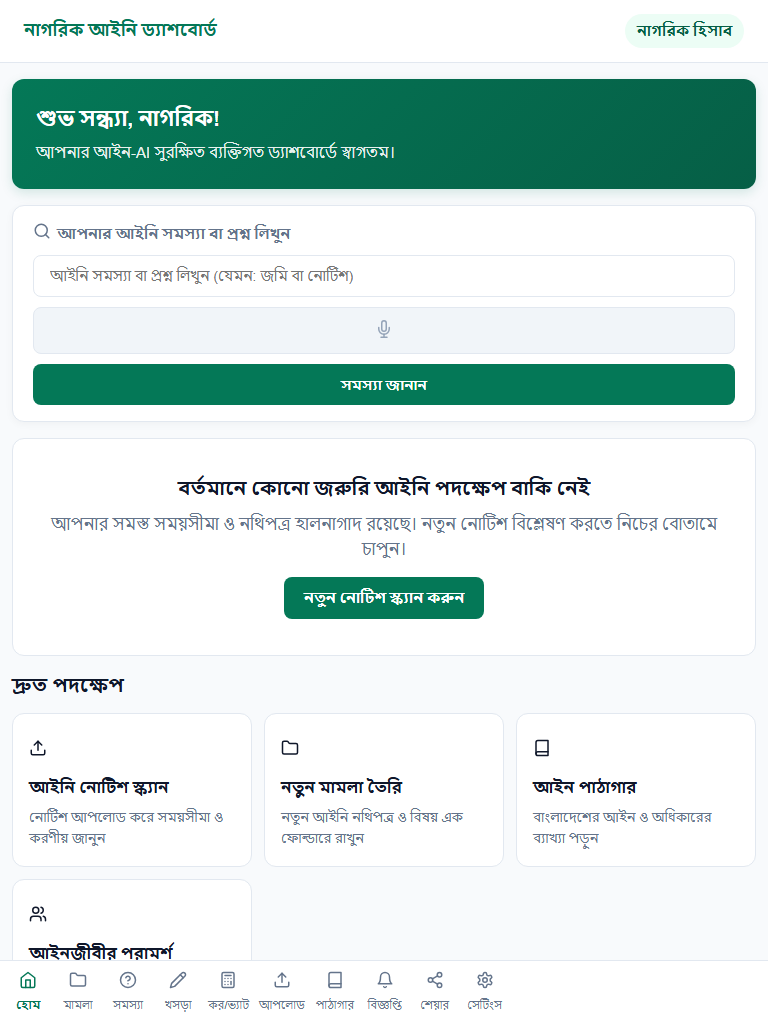 নাগরিক আইনি ড্যাশবোর্ড
নাগরিক হিসাব
শুভ সন্ধ্যা, নাগরিক!
আপনার আইন-AI সুরক্ষিত ব্যক্তিগত ড্যাশবোর্ডে স্বাগতম।
আপনার আইনি সমস্যা বা প্রশ্ন লিখুন
আইনি সমস্যা বা প্রশ্ন লিখুন (যেমন: জমি বা নোটিশ)
সমস্যা জানান
বর্তমানে কোনো জরুরি আইনি পদক্ষেপ বাকি নেই
আপনার সমস্ত সময়সীমা ও নথিপত্র হালনাগাদ রয়েছে। নতুন নোটিশ বিশ্লেষণ করতে নিচের বোতামে
চাপুন।
নতুন নোটিশ স্ক্যান করুন
দ্রুত পদক্ষেপ
আইনি নোটিশ স্ক্যান
নোটিশ আপলোড করে সময়সীমা ও
করণীয় জানুন
নতুন মামলা তৈরি
নতুন আইনি নথিপত্র ও বিষয় এক
ফোল্ডারে রাখুন
আইন পাঠাগার
বাংলাদেশের আইন ও অধিকারের
ব্যাখ্যা পড়ুন
আইনজীবীর পরামর্শ
হোম
মামলা
সমস্যা
খসড়া
কর/ভ্যাট
আপলোড
পাঠাগার
বিজ্ঞপ্তি
শেয়ার
সেটিংস